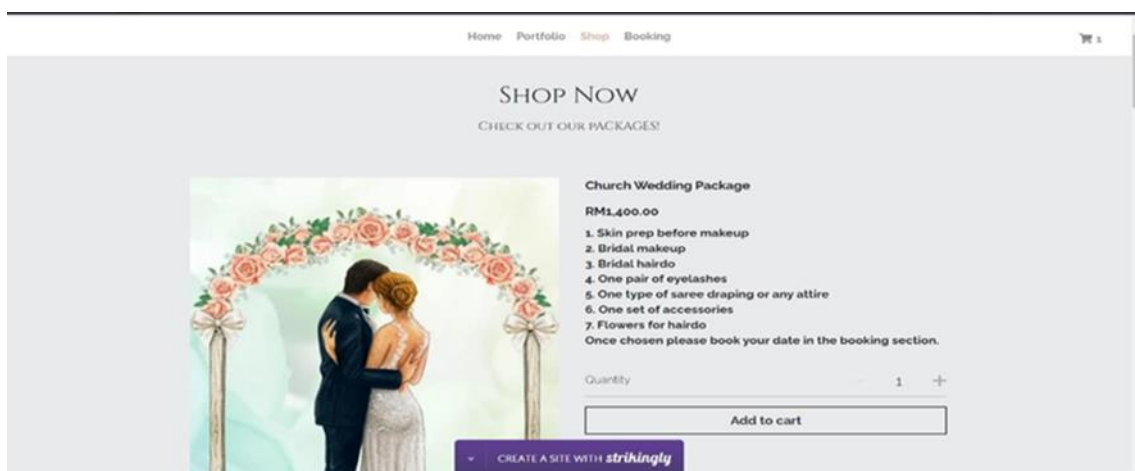 Home Portfolio Shop Booking
1
SHOP NOW
CHECK OUT OUR PACKAGES!
Church Wedding Package
RM1,400.00
1. Skin prep before makeup
2. Bridal makeup
3. Bridal hairdo
4. One pair of eyelashes
5. One type of saree draping or any attire
6. One set of accessories
7. Flowers for hairdo
Once chosen please book your date in the booking section.
Quantity 1
Add to cart
CREATE A SITE WITH strikingly